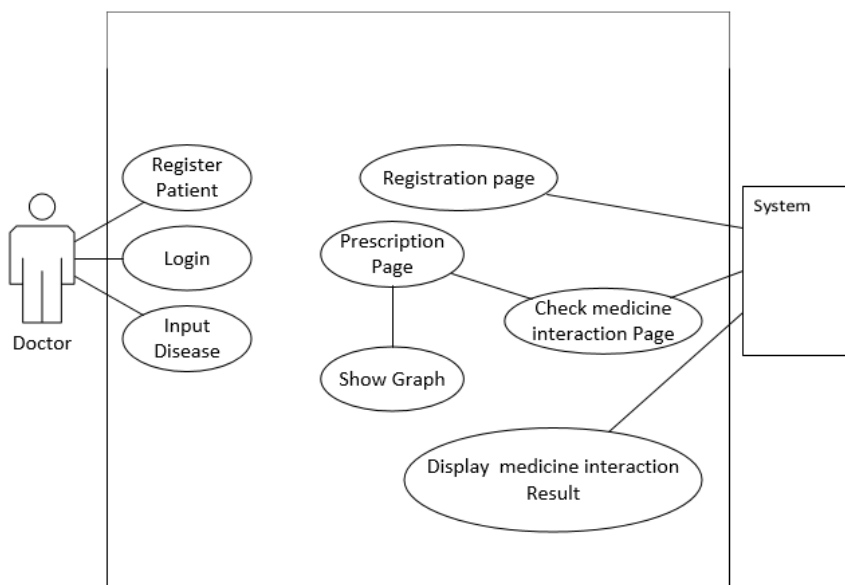 Register
Patient
Registration page
System
Prescription
Page
Login
Check medicine
interaction Page
Input
Disease
Doctor
Show Graph
Display  medicine interaction
Result